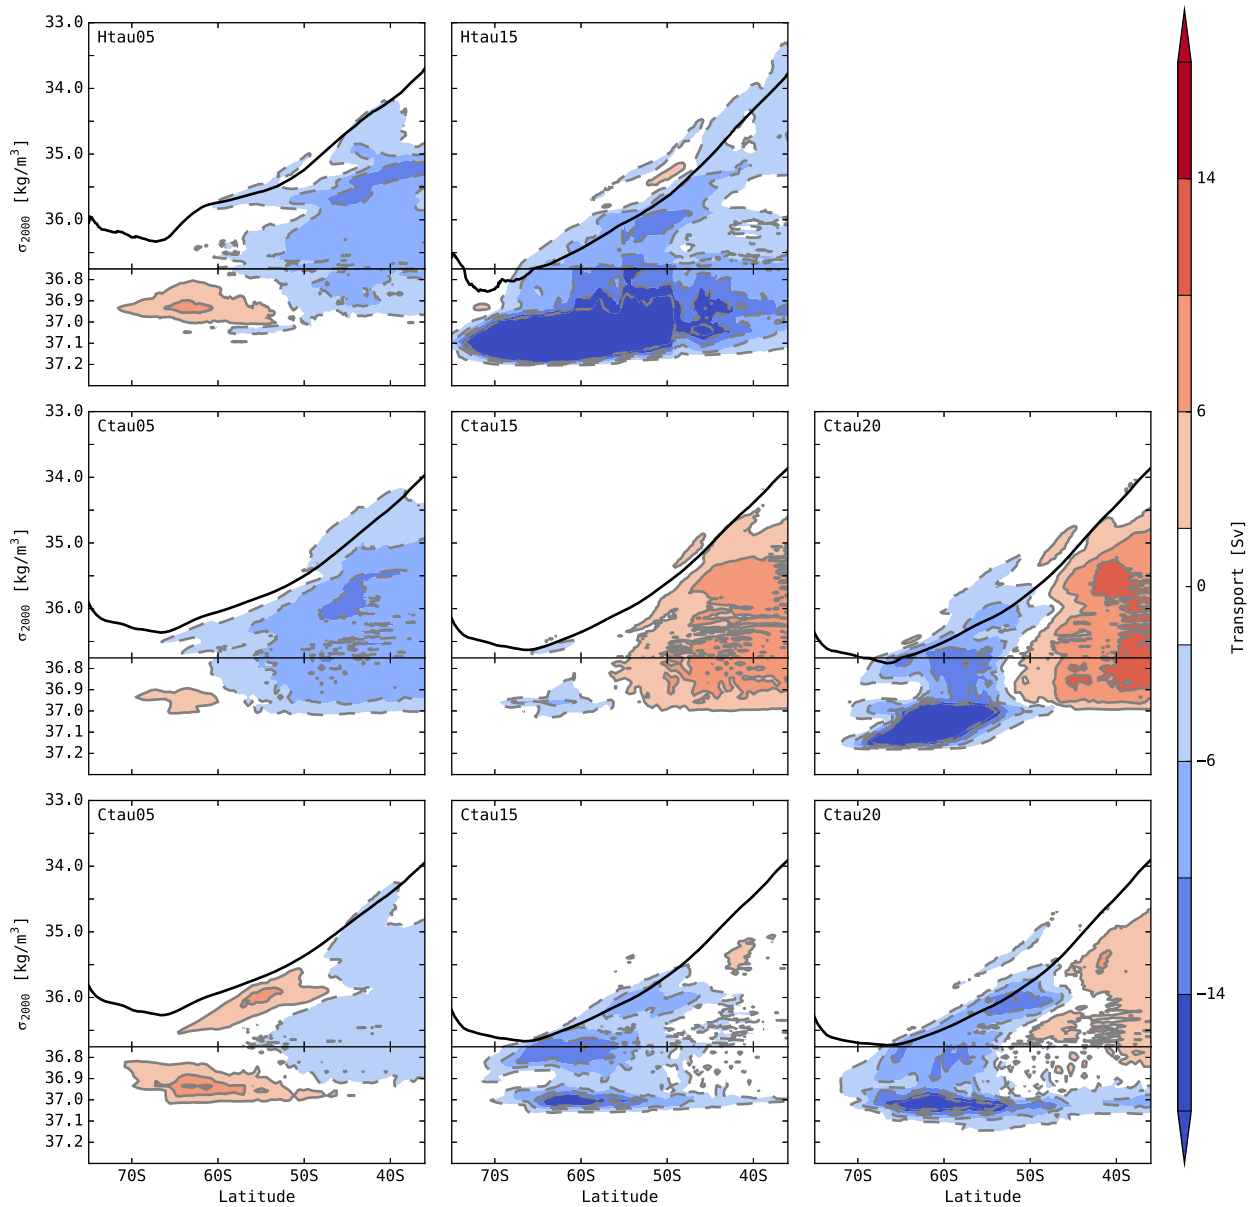 Htau05
Htau15
33.0
34.0
35.0
36.0
36.8
36.9
37.0
37.1
37.2
σ2000 [kg/m3]
Ctau05
Ctau15
Ctau20
33.0
34.0
35.0
36.0
36.8
36.9
37.0
37.1
37.2
σ2000 [kg/m3]
Ctau05
Ctau15
Ctau20
33.0
34.0
35.0
36.0
36.8
36.9
37.0
37.1
37.2
σ2000 [kg/m3]
70S 60S 50S 40S
Latitude
70S 60S 50S 40S
Latitude
70S 60S 50S 40S
Latitude
14
6
0
−6
−14
Transport [Sv]